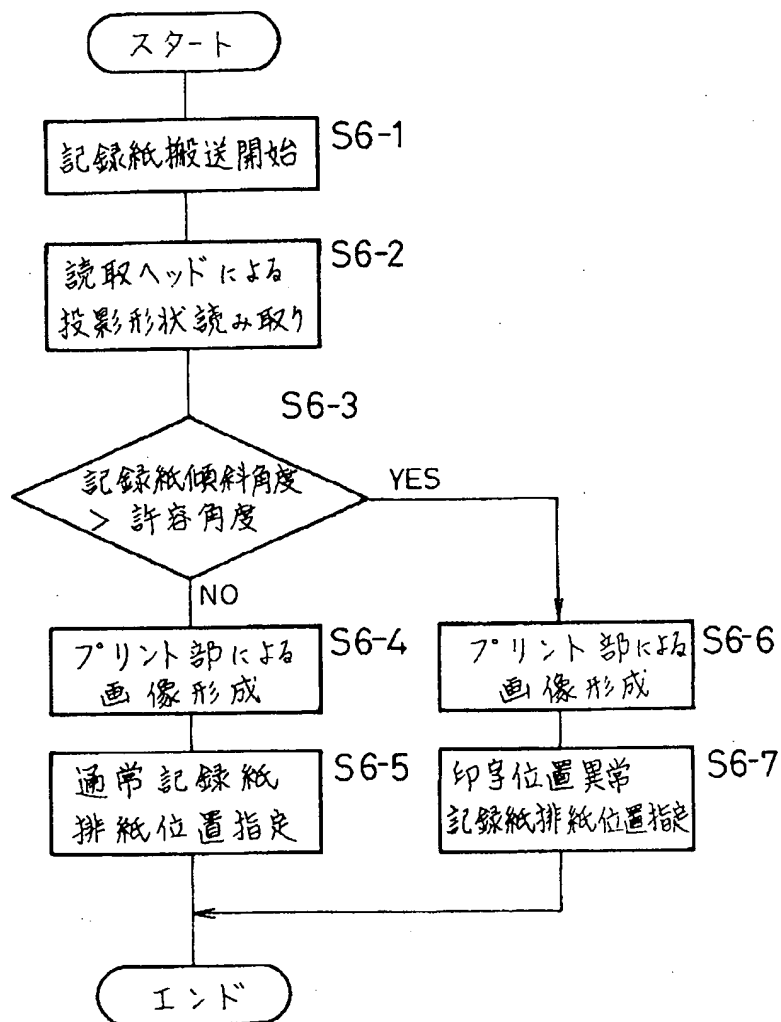 スタート
記録紙搬送開始
S6-1
読取ヘッドによる
投影形状読み取り
S6-2
S6-3
記録紙傾斜角度
> 許容角度
YES
NO
プリント部による
画像形成
S6-4
通常記録紙
排紙位置指定
S6-5
プリント部による
画像形成
S6-6
印字位置異常
記録紙排紙位置指定
S6-7
エンド